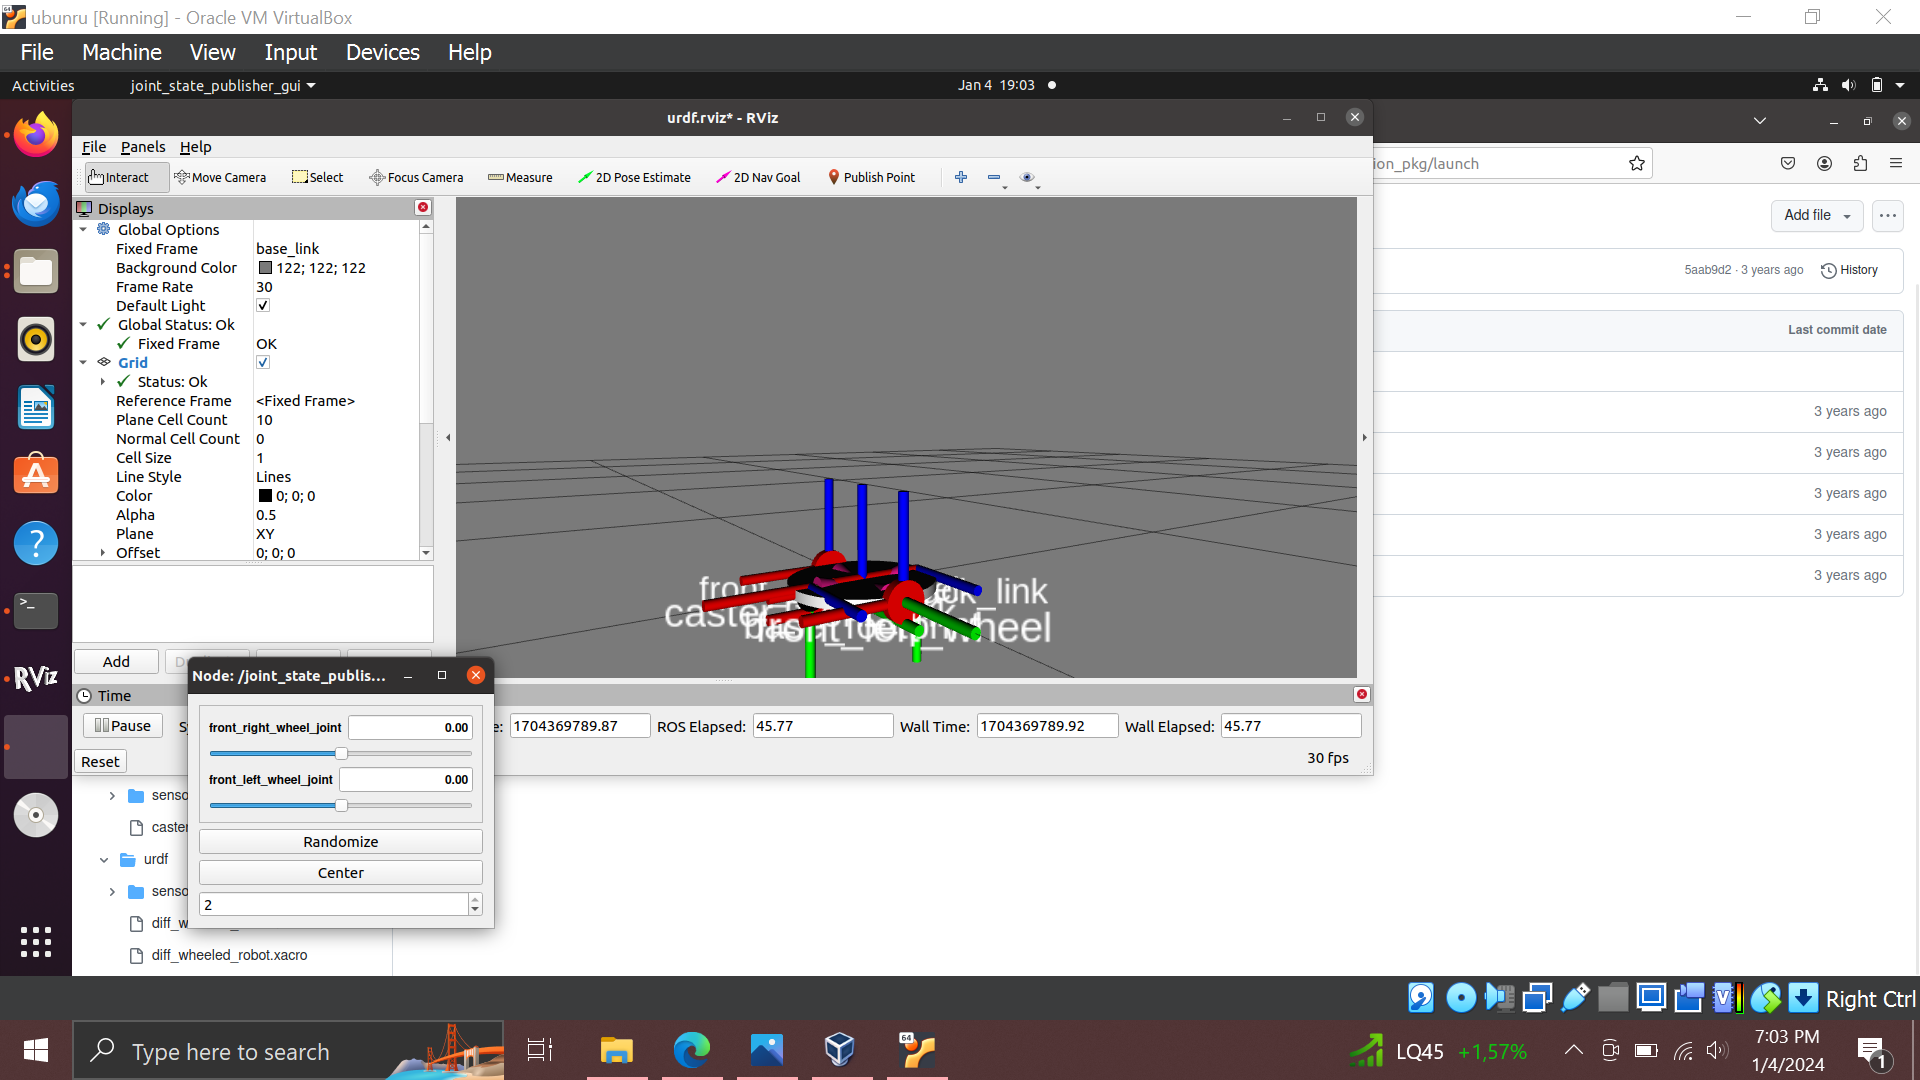 ubunru [Running] - Oracle VM VirtualBox
File Machine View Input Devices Help
Activities joint_state_publisher_gui Jan 4 19:03
urdf.rviz* - RViz
File Panels Help
Interact Move Camera Select Focus Camera Measure 2D Pose Estimate 2D Nav Goal Publish Point
ion_pkg/launch
Displays
Global Options
Fixed Frame base_link
Background Color 122; 122; 122
Frame Rate 30
Default Light
Global Status: Ok
Fixed Frame OK
Grid
Status: Ok
Reference Frame <Fixed Frame>
Plane Cell Count 10
Normal Cell Count 0
Cell Size 1
Line Style Lines
Color 0; 0; 0
Alpha 0.5
Plane XY
Offset 0; 0; 0
Add file
5aab9d2 · 3 years ago History
Last commit date
3 years ago
3 years ago
3 years ago
3 years ago
3 years ago
_link
wheel
Add
Time
Pause
1704369789.87 ROS Elapsed: 45.77 Wall Time: 1704369789.92 Wall Elapsed: 45.77
Reset
30 fps
Node: /joint_state_publis...
front_right_wheel_joint 0.00
front_left_wheel_joint 0.00
Randomize
Center
2
senso
caster
urdf
senso
diff_w
diff_wheeled_robot.xacro
RViz
Right Ctrl
Type here to search
64
LQ45 +1,57%
7:03 PM
1/4/2024
1